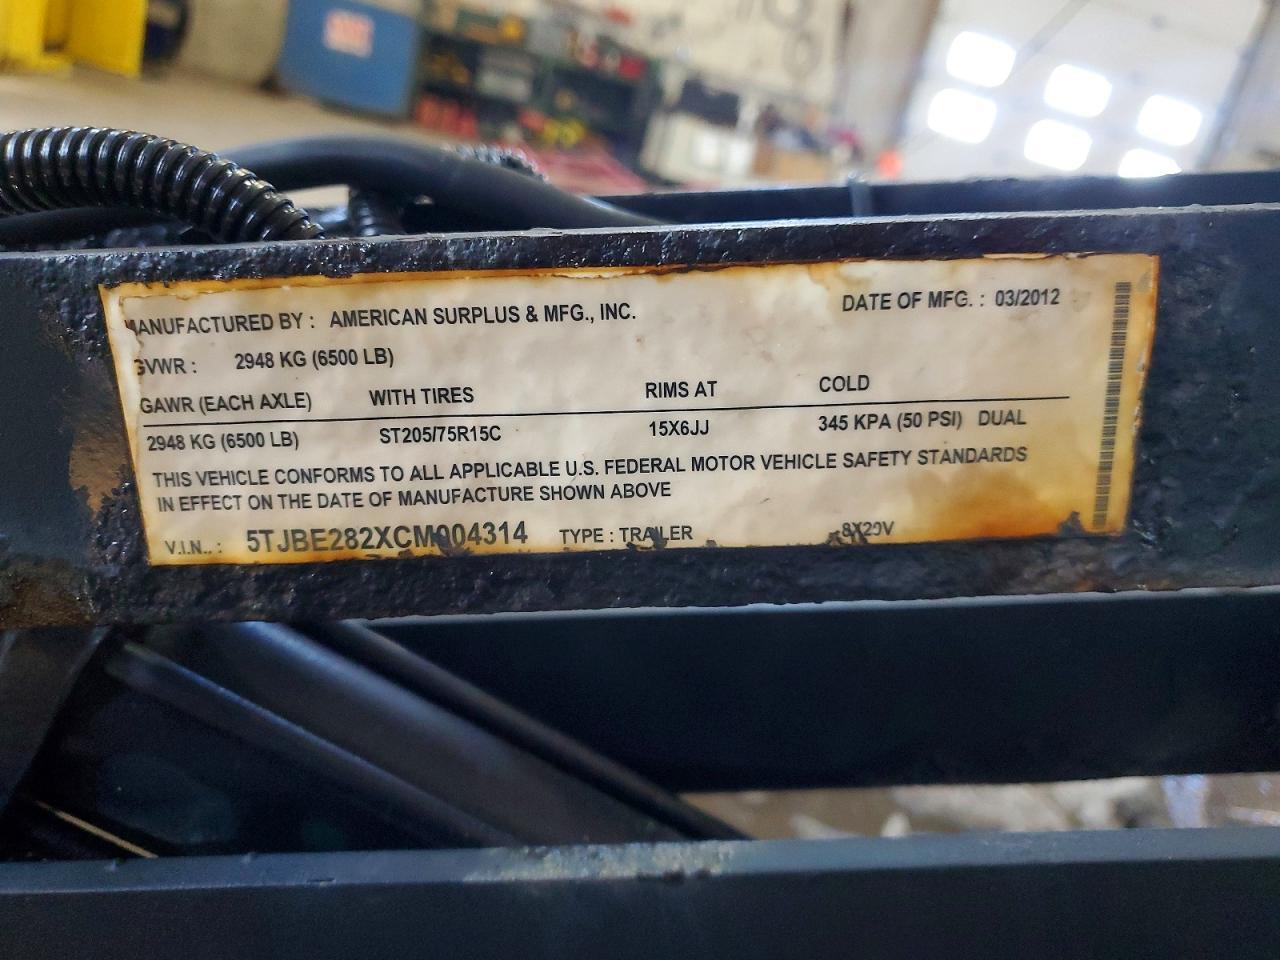 MANUFACTURED BY : AMERICAN SURPLUS & MFG., INC. DATE OF MFG. : 03/2012
GVWR : 2948 KG (6500 LB)
GAWR (EACH AXLE) WITH TIRES RIMS AT COLD
2948 KG (6500 LB) ST205/75R15C 15X6JJ 345 KPA (50 PSI) DUAL
THIS VEHICLE CONFORMS TO ALL APPLICABLE U.S. FEDERAL MOTOR VEHICLE SAFETY STANDARDS
IN EFFECT ON THE DATE OF MANUFACTURE SHOWN ABOVE
V.I.N.. : 5TJBE282XCM004314 TYPE : TRAILER 8X20V